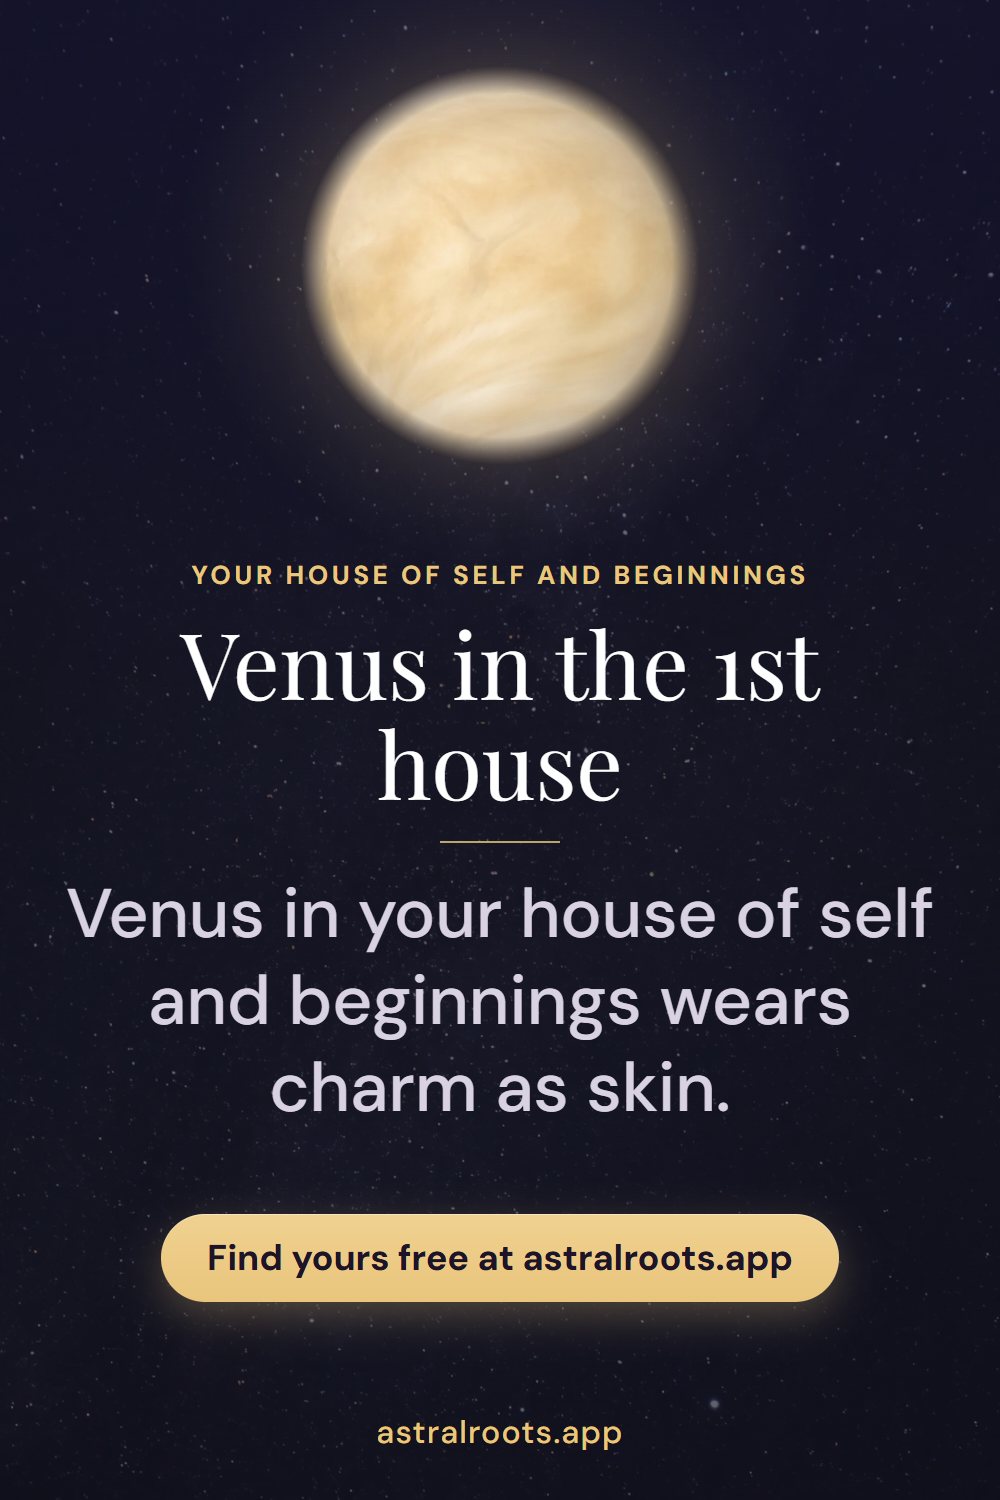 YOUR HOUSE OF SELF AND BEGINNINGS
Venus in the 1st
house
Venus in your house of self
and beginnings wears
charm as skin.
Find yours free at astralroots.app
astralroots.app